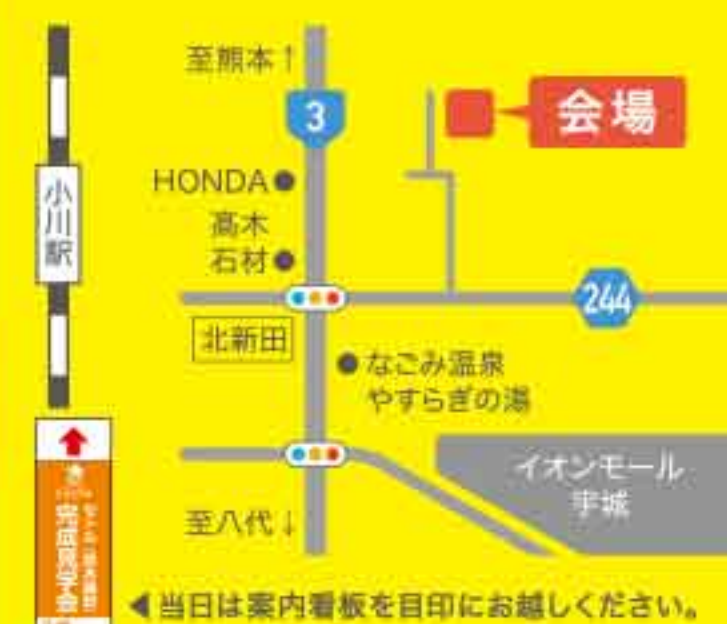 至熊本↑
3
会場
HONDA
小川駅
髙木
石材
244
北新田
なごみ温泉
やすらぎの湯
イオンモール
宇城
至八代↓
完成見学会
◀当日は案内看板を目印にお越しください。